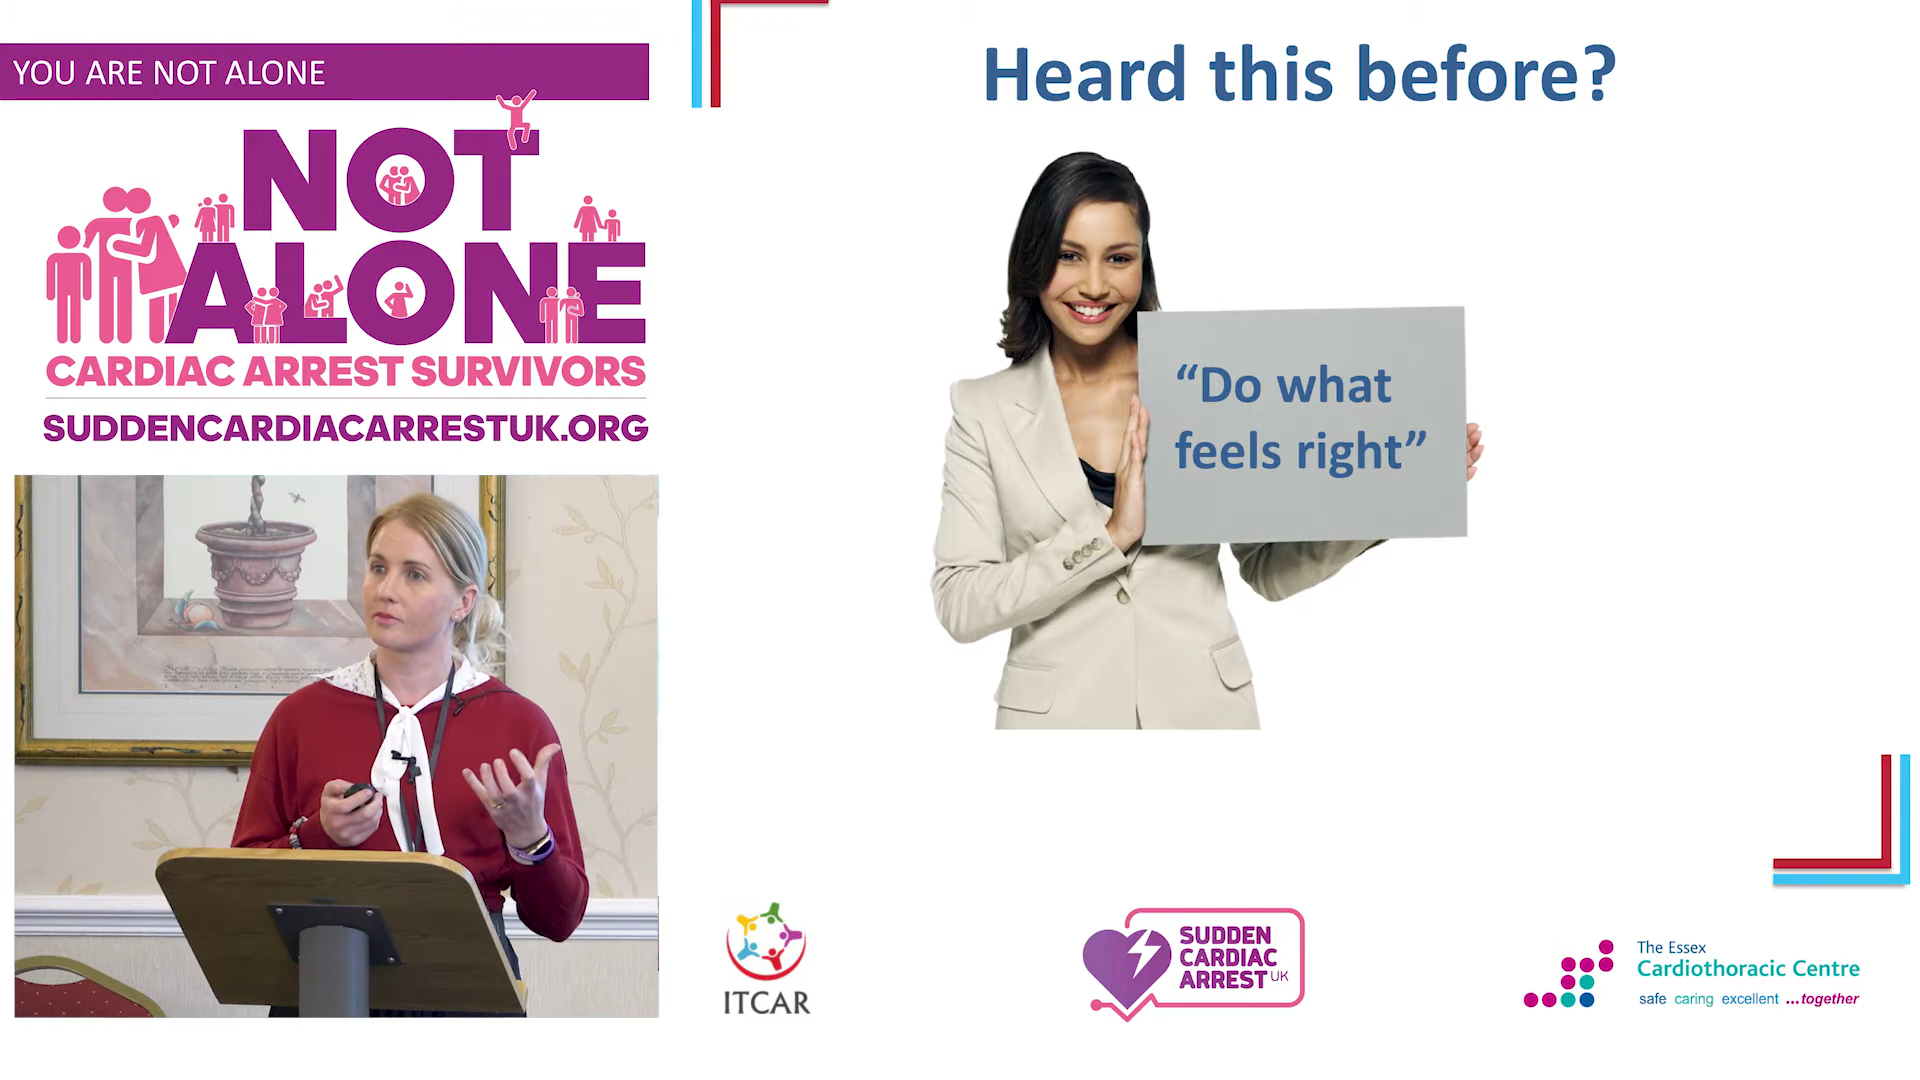 YOU ARE NOT ALONE
NOT
ALONE
CARDIAC ARREST SURVIVORS
SUDDENCARDIACARRESTUK.ORG
Heard this before?
“Do what
feels right”
ITCAR
SUDDEN
CARDIAC
ARREST UK
The Essex
Cardiothoracic Centre
safe caring excellent ...together